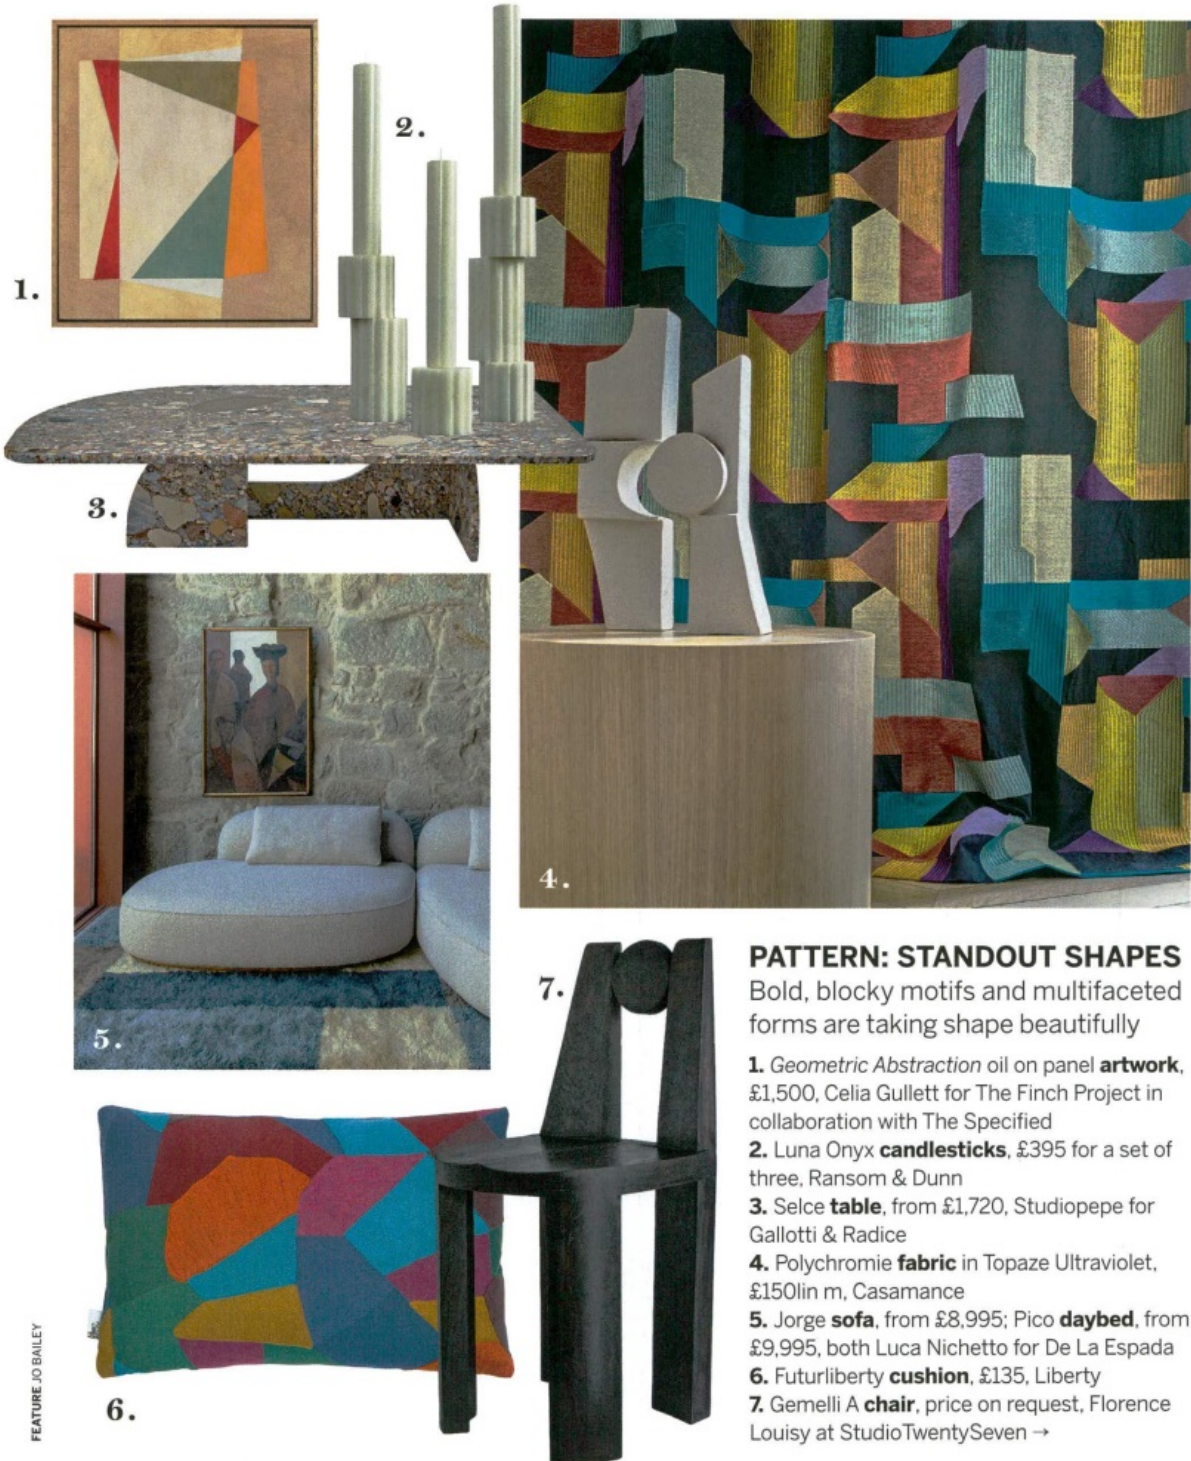 1.
2.
3.
4.
5.
7.
6.
PATTERN: STANDOUT SHAPES
Bold, blocky motifs and multifaceted
forms are taking shape beautifully
1. Geometric Abstraction oil on panel artwork,
£1,500, Celia Gullett for The Finch Project in
collaboration with The Specified
2. Luna Onyx candlesticks, £395 for a set of
three, Ransom & Dunn
3. Selce table, from £1,720, Studiopepe for
Gallotti & Radice
4. Polychromie fabric in Topaze Ultraviolet,
£150lin m, Casamance
5. Jorge sofa, from £8,995; Pico daybed, from
£9,995, both Luca Nichetto for De La Espada
6. Futurliberty cushion, £135, Liberty
7. Gemelli A chair, price on request, Florence
Louisy at StudioTwentySeven →
FEATURE JO BAILEY